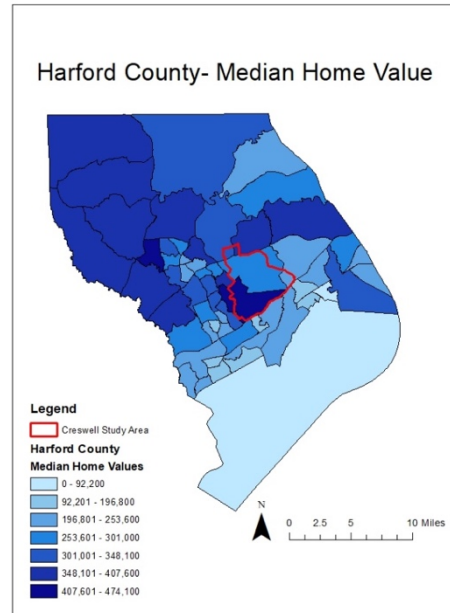 Harford County- Median Home Value
Legend
Creswell Study Area
Harford County
Median Home Values
0 - 92,200
92,201 - 196,800
196,801 - 253,600
253,601 - 301,000
301,001 - 348,100
348,101 - 407,600
407,601 - 474,100
N
0 2.5 5 10 Miles